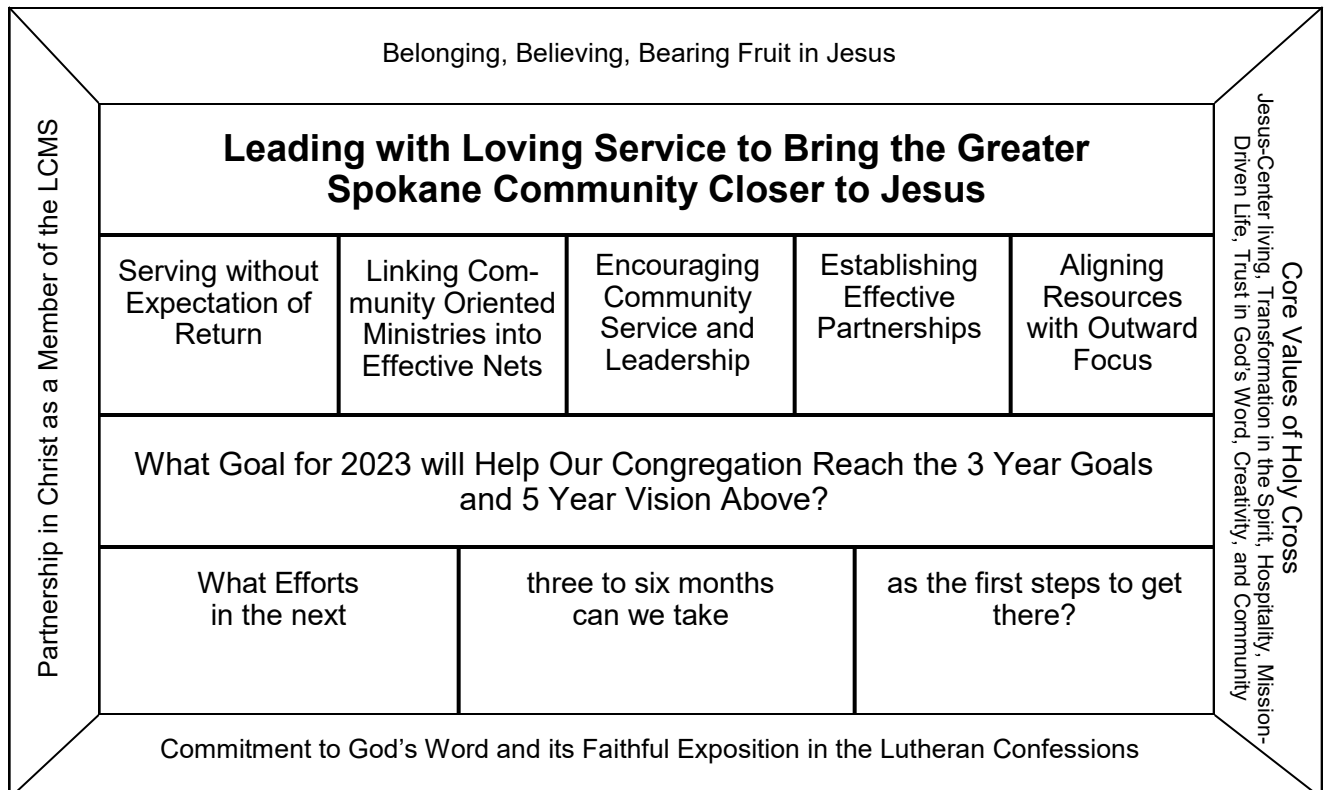 Belonging, Believing, Bearing Fruit in Jesus
Partnership in Christ as a Member of the LCMS
Leading with Loving Service to Bring the Greater
Spokane Community Closer to Jesus
Serving without
Expectation of
Return
Linking Com-
munity Oriented
Ministries into
Effective Nets
Encouraging
Community
Service and
Leadership
Establishing
Effective
Partnerships
Aligning
Resources
with Outward
Focus
What Goal for 2023 will Help Our Congregation Reach the 3 Year Goals
and 5 Year Vision Above?
What Efforts
in the next
three to six months
can we take
as the first steps to get
there?
Core Values of Holy Cross
Jesus-Center living, Transformation in the Spirit, Hospitality, Mission-
Driven Life, Trust in God’s Word, Creativity, and Community
Commitment to God’s Word and its Faithful Exposition in the Lutheran Confessions